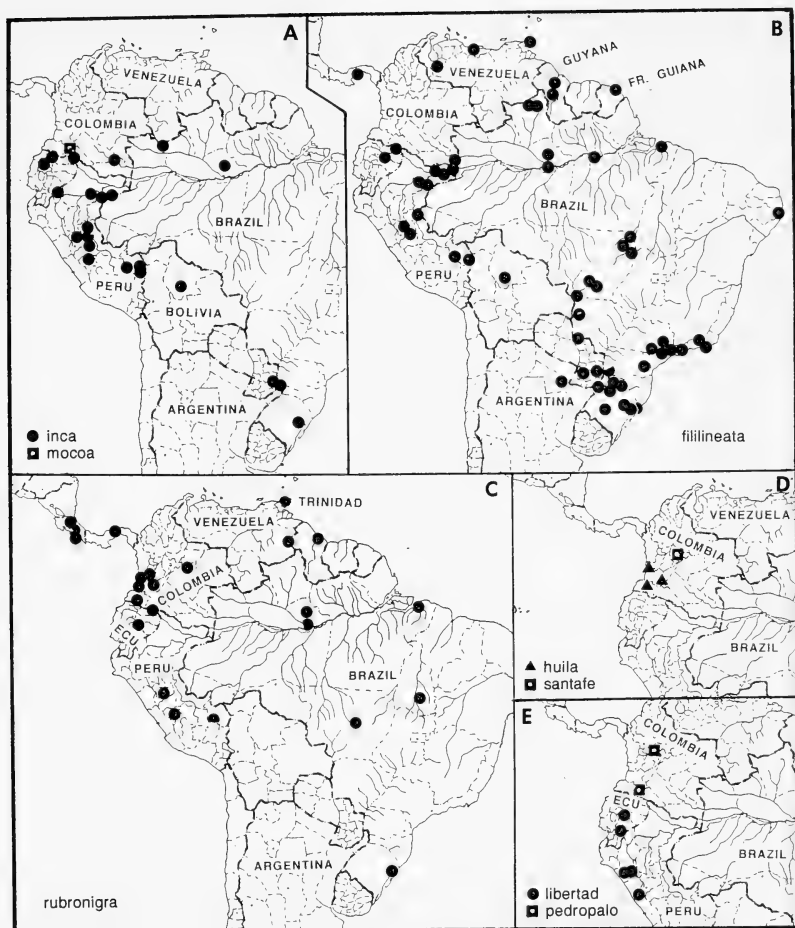 A
VENEZUELA
COLOMBIA
BRAZIL
PERU
BOLIVIA
ARGENTINA
inca
mocoa
B
GUYANA
FR. GUIANA
VENEZUELA
COLOMBIA
BRAZIL
PERU
ARGENTINA
fililineata
C
TRINIDAD
VENEZUELA
COLOMBIA
ECU
PERU
BRAZIL
ARGENTINA
rubronigra
D
VENEZUELA
COLOMBIA
BRAZIL
huila
santafe
E
COLOMBIA
ECU
BRAZIL
PERU
libertad
pedropalo